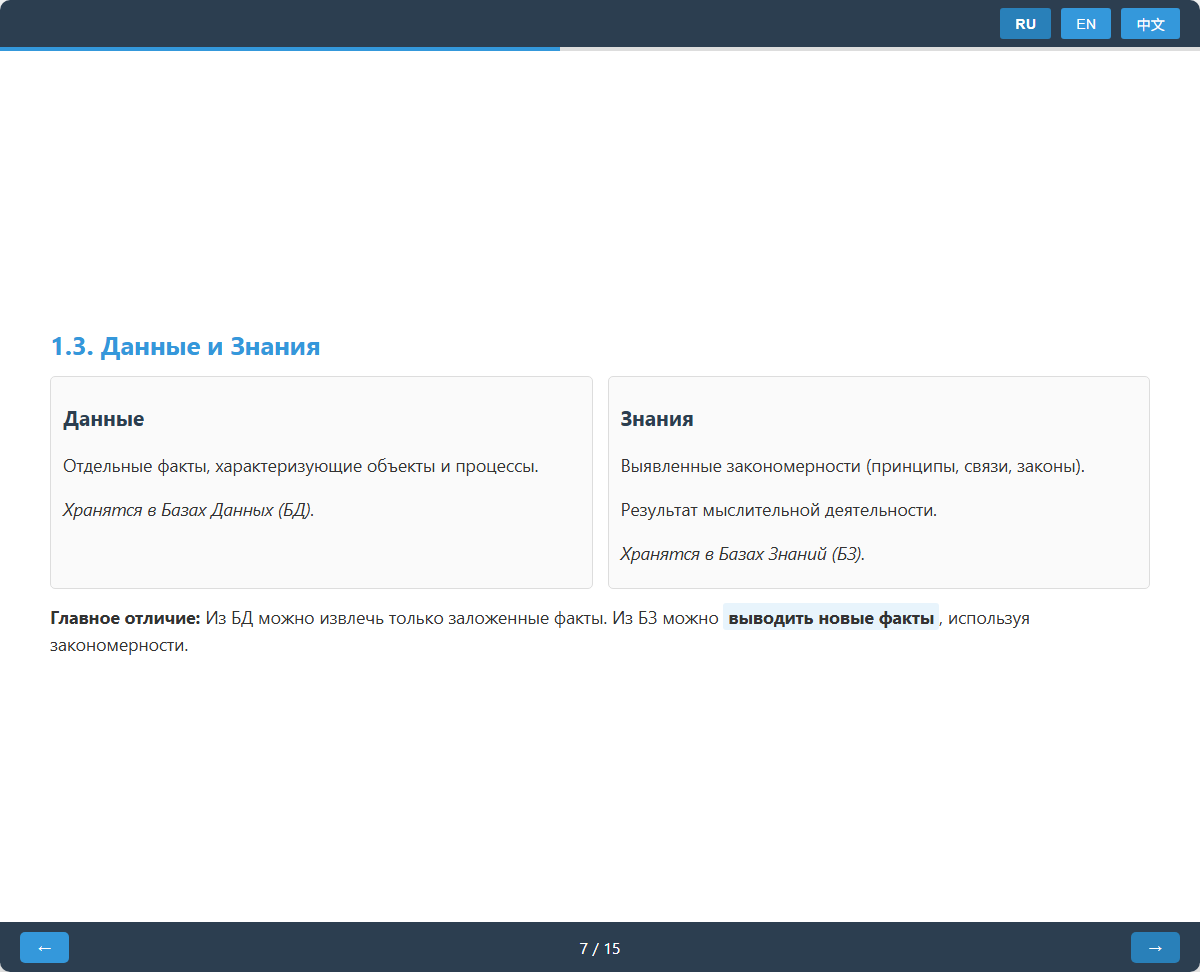 RU
EN
中文
1.3. Данные и Знания
Данные
Отдельные факты, характеризующие объекты и процессы.
Хранятся в Базах Данных (БД).
Знания
Выявленные закономерности (принципы, связи, законы).
Результат мыслительной деятельности.
Хранятся в Базах Знаний (БЗ).
Главное отличие: Из БД можно извлечь только заложенные факты. Из БЗ можно выводить новые факты , используя
закономерности.
←
7 / 15
→